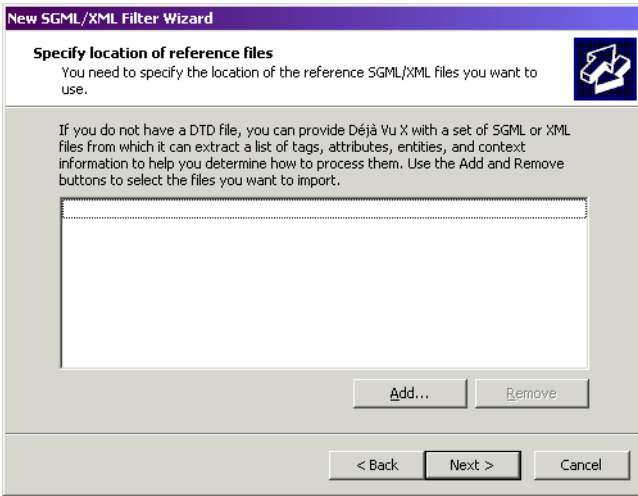 New SGML/XML Filter Wizard
Specify location of reference files
You need to specify the location of the reference SGML/XML files you want to
use.
If you do not have a DTD file, you can provide Déjà Vu X with a set of SGML or XML
files from which it can extract a list of tags, attributes, entities, and context
information to help you determine how to process them. Use the Add and Remove
buttons to select the files you want to import.
Add... Remove
< Back Next > Cancel